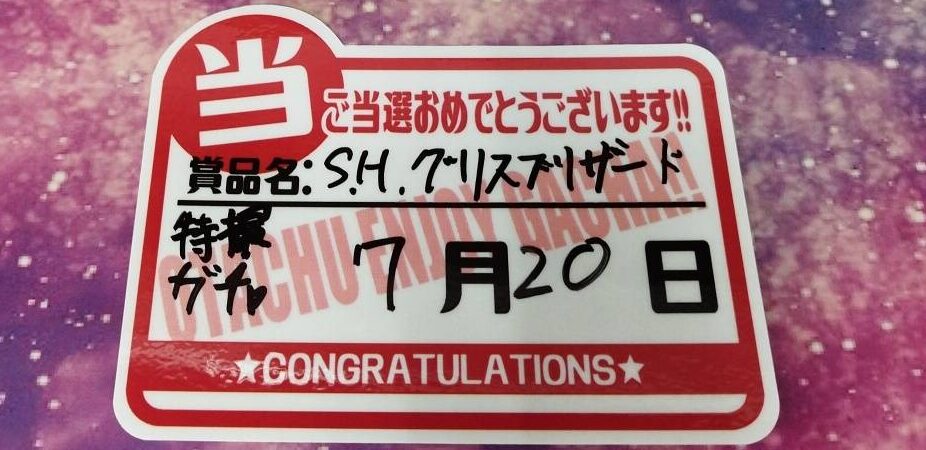 当
ご当選おめでとうございます!!
賞品名: S.H. グリスブリザード
OTACHU ENJOY GACHA!!
特撮
ガチャ
7月20日
★CONGRATULATIONS★